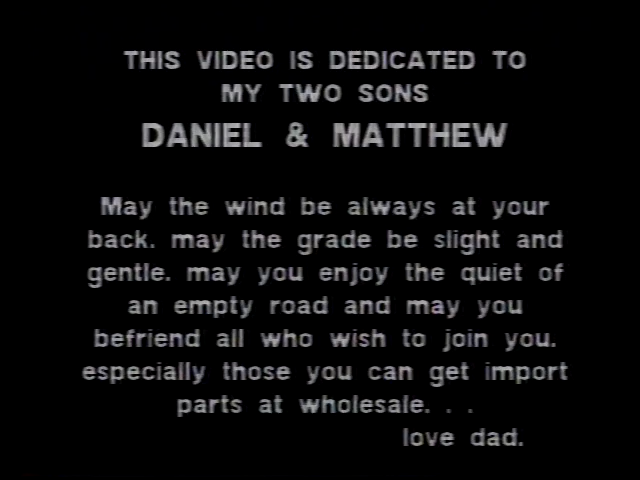 THIS VIDEO IS DEDICATED TO
MY TWO SONS
DANIEL & MATTHEW
May the wind be always at your
back. may the grade be slight and
gentle. may you enjoy the quiet of
an empty road and may you
befriend all who wish to join you.
especially those you can get import
parts at wholesale. . .
love dad.